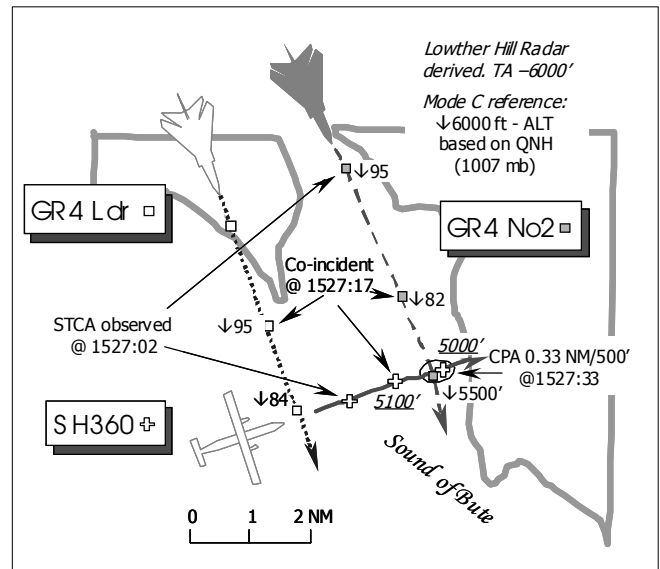 Lowther Hill Radar
derived. TA –6000'
Mode C reference:
↓6000 ft - ALT
based on QNH
(1007 mb)
↓95
GR4 Ldr
GR4 No2
Co-incident
@ 1527:17
↓82
STCA observed
@ 1527:02
↓95
5000'
CPA 0.33 NM/500'
@1527:33
5100'
↓5500'
↓84
SH360
Sound of Bute
0 1 2 NM